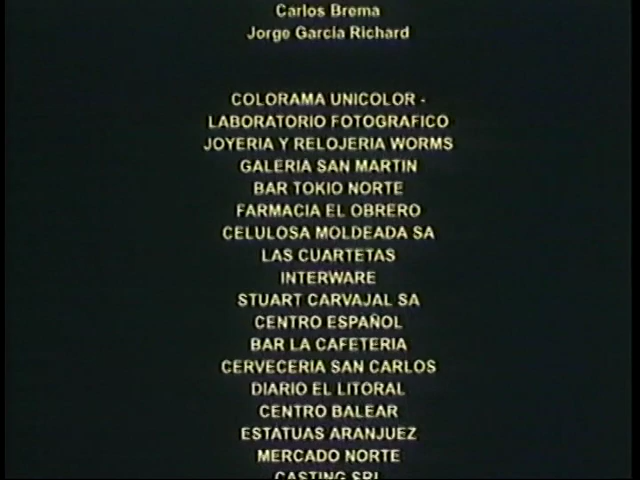 Carlos Brema
Jorge García Richard
COLORAMA UNICOLOR -
LABORATORIO FOTOGRAFICO
JOYERIA Y RELOJERIA WORMS
GALERIA SAN MARTIN
BAR TOKIO NORTE
FARMACIA EL OBRERO
CELULOSA MOLDEADA SA
LAS CUARTETAS
INTERWARE
STUART CARVAJAL SA
CENTRO ESPAÑOL
BAR LA CAFETERIA
CERVECERIA SAN CARLOS
DIARIO EL LITORAL
CENTRO BALEAR
ESTATUAS ARANJUEZ
MERCADO NORTE
CASTING SRL